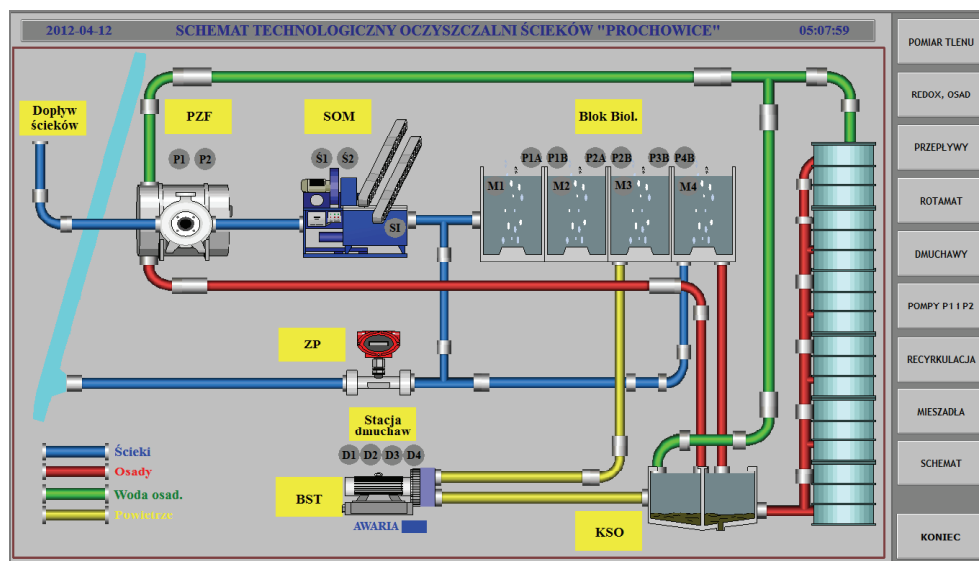 2012-04-12
SCHEMAT TECHNOLOGICZNY OCZYSZCZALNI ŚCIEKÓW "PROCHOWICE"
05:07:59
POMIAR TLENU
REDOX, OSAD
PRZEPŁYWY
ROTAMAT
DMUCHAWY
POMPY P1 I P2
RECYRKULACJA
MIESZADŁA
SCHEMAT
KONIEC
Dopływ
ścieków
PZF
SOM
Blok Biol.
P1
P2
Ś1
Ś2
P1A
P1B
P2A
P2B
P3B
P4B
M1
M2
M3
M4
SI
ZP
Stacja
dmuchaw
D1
D2
D3
D4
BST
AWARIA
KSO
Ścieki
Osady
Woda osad.
Powietrze